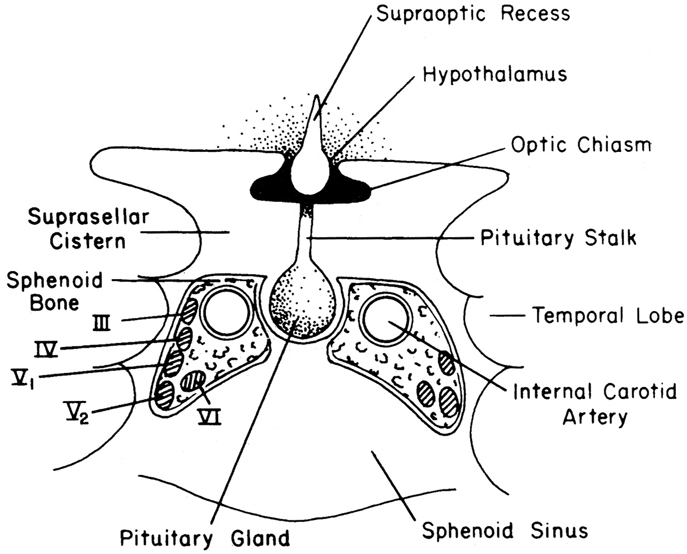 Supraoptic Recess
Hypothalamus
Optic Chiasm
Suprasellar
Cistern
Pituitary Stalk
Sphenoid
Bone
III
Temporal Lobe
IV
V1
Internal Carotid
Artery
V2
VI
Sphenoid Sinus
Pituitary Gland